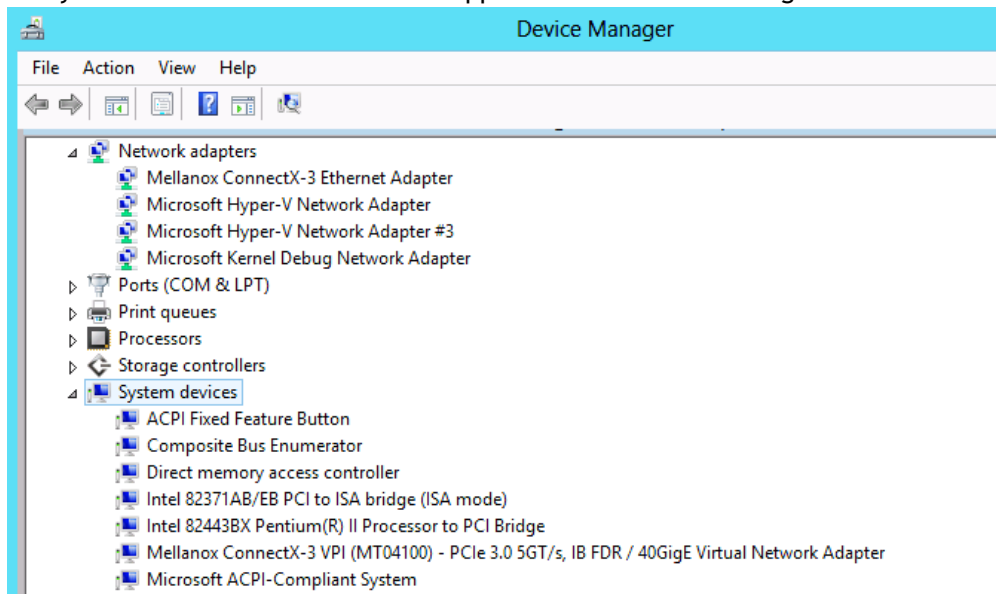 Device Manager
File Action View Help
Network adapters
Mellanox ConnectX-3 Ethernet Adapter
Microsoft Hyper-V Network Adapter
Microsoft Hyper-V Network Adapter #3
Microsoft Kernel Debug Network Adapter
Ports (COM & LPT)
Print queues
Processors
Storage controllers
System devices
ACPI Fixed Feature Button
Composite Bus Enumerator
Direct memory access controller
Intel 82371AB/EB PCI to ISA bridge (ISA mode)
Intel 82443BX Pentium(R) II Processor to PCI Bridge
Mellanox ConnectX-3 VPI (MT04100) - PCIe 3.0 5GT/s, IB FDR / 40GigE Virtual Network Adapter
Microsoft ACPI-Compliant System